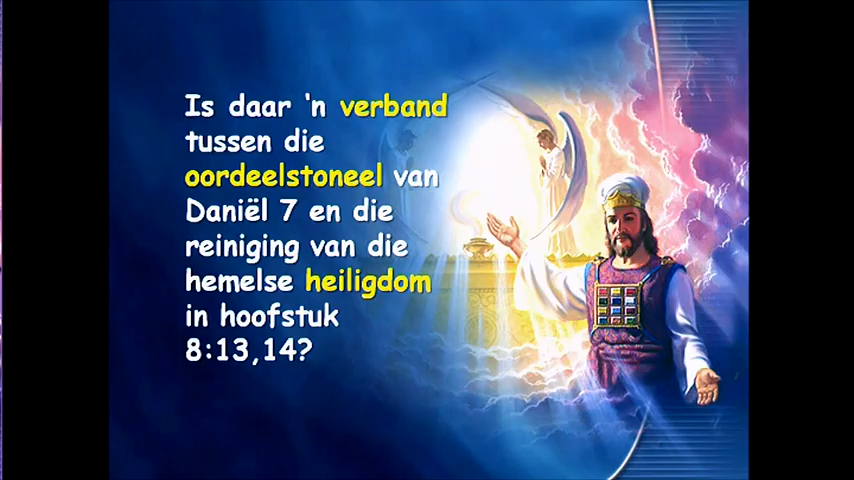 Is daar 'n verband
tussen die
oordeelstoneel van
Daniël 7 en die
reiniging van die
hemelse heiligdom
in hoofstuk
8:13,14?